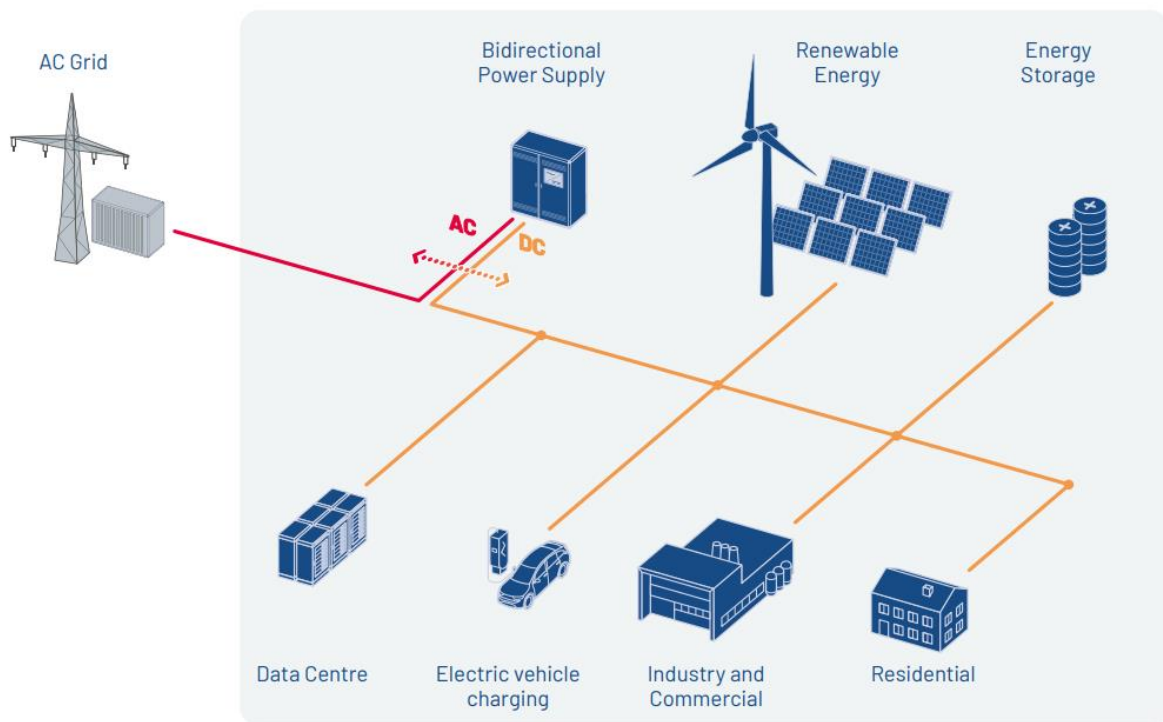 AC Grid
Bidirectional
Power Supply
Renewable
Energy
Energy
Storage
AC
DC
Data Centre
Electric vehicle
charging
Industry and
Commercial
Residential